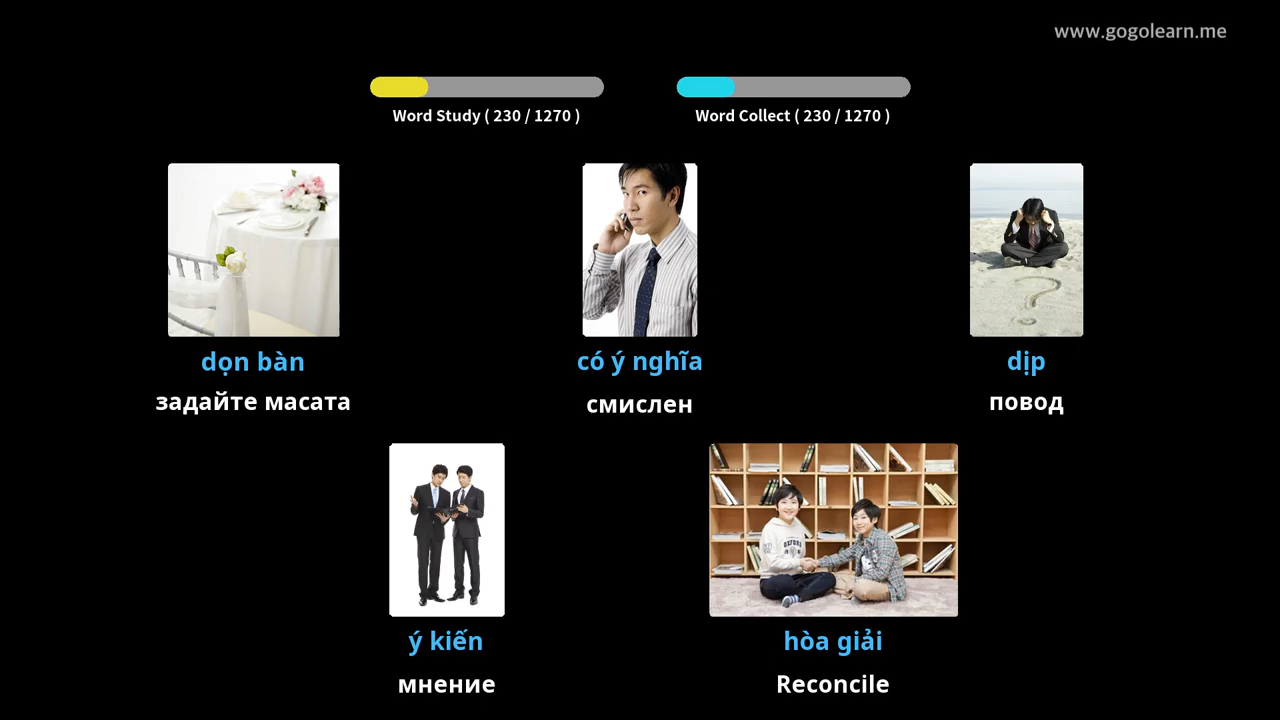 www.gogolearn.me
Word Study ( 230 / 1270 )
Word Collect ( 230 / 1270 )
dọn bàn
có ý nghĩa
dịp
задайте масата
смислен
повод
ý kiến
hòa giải
мнение
Reconcile